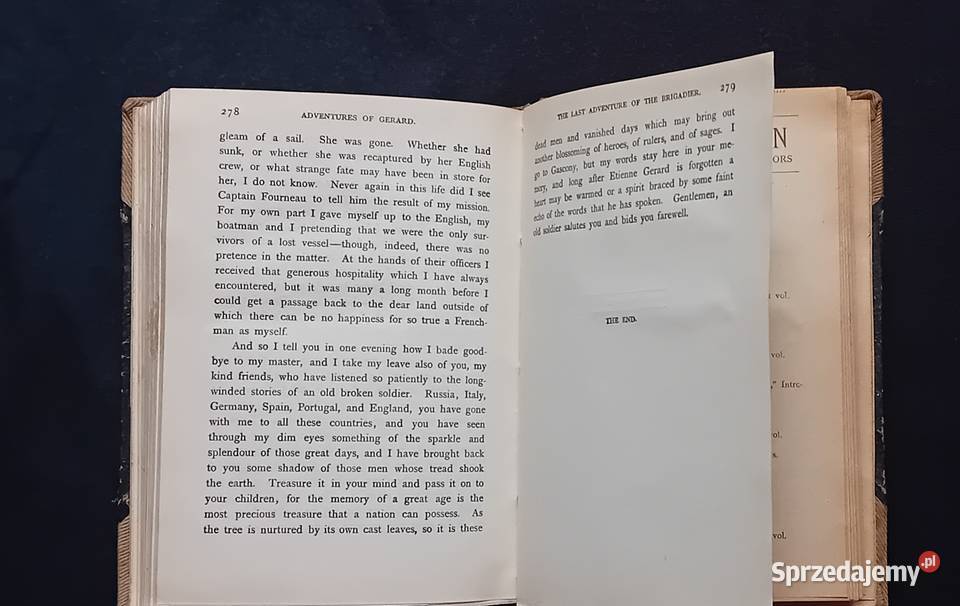 278
ADVENTURES OF GERARD.
gleam of a sail. She was gone. Whether she had
sunk, or whether she was recaptured by her English
crew, or what strange fate may have been in store for
her, I do not know. Never again in this life did I see
Captain Fourneau to tell him the result of my mission.
For my own part I gave myself up to the English, my
boatman and I pretending that we were the only sur-
vivors of a lost vessel—though, indeed, there was no
pretence in the matter. At the hands of their officers I
received that generous hospitality which I have always
encountered, but it was many a long month before I
could get a passage back to the dear land outside of
which there can be no happiness for so true a French-
man as myself.
And so I tell you in one evening how I bade good-
bye to my master, and I take my leave also of you, my
kind friends, who have listened so patiently to the long-
winded stories of an old broken soldier. Russia, Italy,
Germany, Spain, Portugal, and England, you have gone
with me to all these countries, and you have seen
through my dim eyes something of the sparkle and
splendour of those great days, and I have brought back
to you some shadow of those men whose tread shook
the earth. Treasure it in your mind and pass it on to
your children, for the memory of a great age is the
most precious treasure that a nation can possess. As
the tree is nurtured by its own cast leaves, so it is these
THE LAST ADVENTURE OF THE BRIGADIER.
279
dead men and vanished days which may bring out
another blossoming of heroes, of rulers, and of sages. I
go to Gascony, but my words stay here in your me-
mory, and long after Etienne Gerard is forgotten a
heart may be warmed or a spirit braced by some faint
echo of the words that he has spoken. Gentlemen, an
old soldier salutes you and bids you farewell.
THE END.
N
ORS
vol.
vol.
," Intro-
vol.
s.
vol.
Sprzedajemy.pl